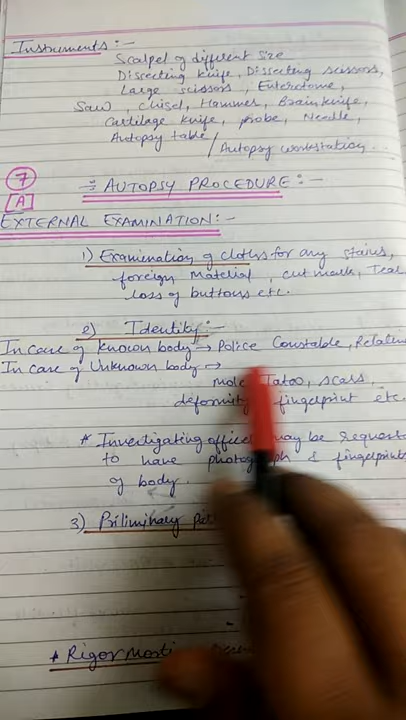 Instruments :-
Scalpel of different size
Dissecting knife, Dissecting scissors,
Large scissors, Enterotome,
Saw, chisel, Hammer, Brain knife,
Cartilage knife, probe, Needle,
Autopsy table / Autopsy workstation...
7
:- AUTOPSY PROCEDURE :-
[A]
EXTERNAL EXAMINATION :-
1) Examination of cloths for any stains,
foreign material, cut mark, Tear
loss of buttons etc.
2) Identity :-
In case of known body → Police Constable, Relativ
In case of Unknown body →
mole, Tatoo, scars,
deformity, fingerprint etc.
* Investigating officer may be request
to have photograph & fingerprints
of body.
3) Priliminary
* Rigor Mortis